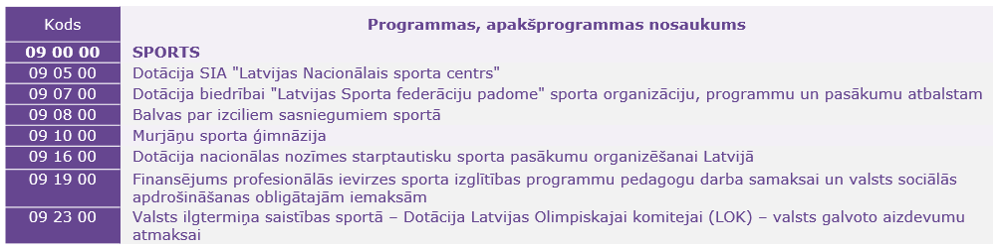 Kods Programmas, apakšprogrammas nosaukums
09 00 00 SPORTS
09 05 00 Dotācija SIA "Latvijas Nacionālais sporta centrs"
09 07 00 Dotācija biedrībai "Latvijas Sporta federāciju padome" sporta organizāciju, programmu un pasākumu atbalstam
09 08 00 Balvas par izciliem sasniegumiem sportā
09 10 00 Murjāņu sporta ģimnāzija
09 16 00 Dotācija nacionālas nozīmes starptautisku sporta pasākumu organizēšanai Latvijā
09 19 00 Finansējums profesionālās ievirzes sporta izglītības programmu pedagogu darba samaksai un valsts sociālās
apdrošināšanas obligātajām iemaksām
09 23 00 Valsts ilgtermiņa saistības sportā – Dotācija Latvijas Olimpiskajai komitejai (LOK) – valsts galvoto aizdevumu
atmaksai